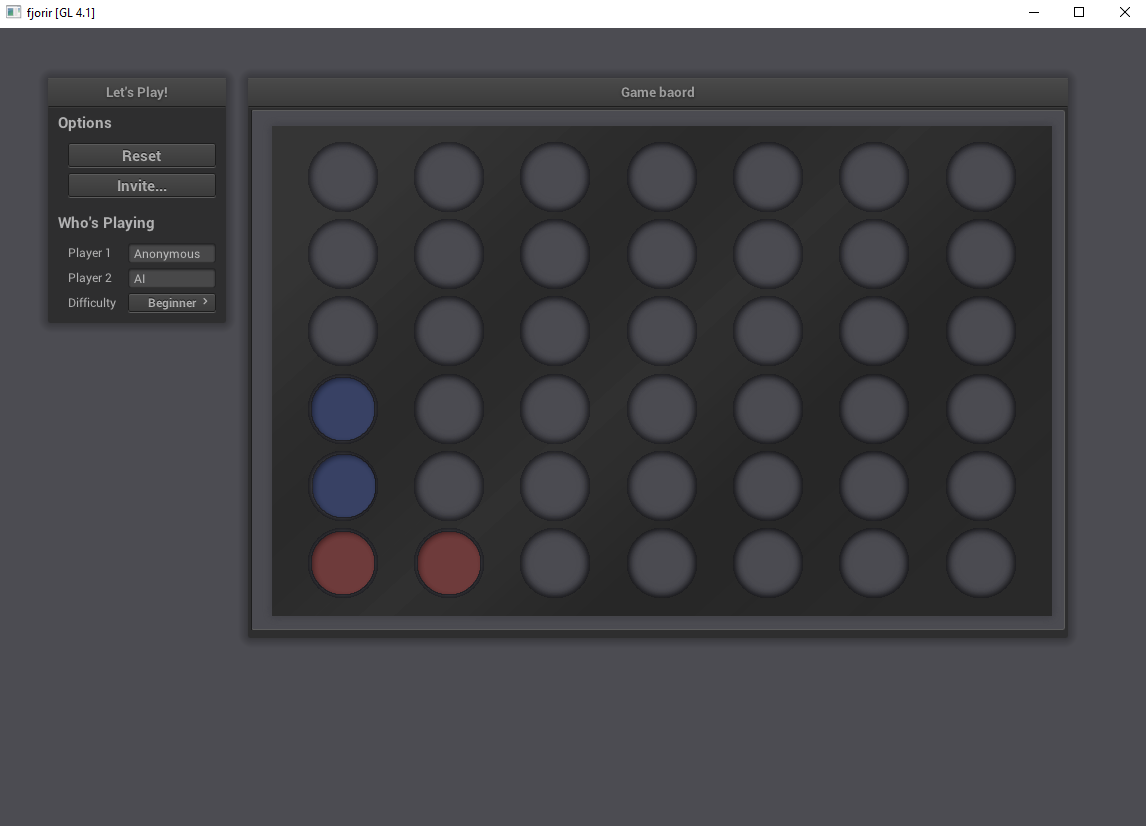 fjorir [GL 4.1]
Let's Play!
Options
Reset
Invite...
Who's Playing
Player 1 Anonymous
Player 2 AI
Difficulty Beginner
Game baord